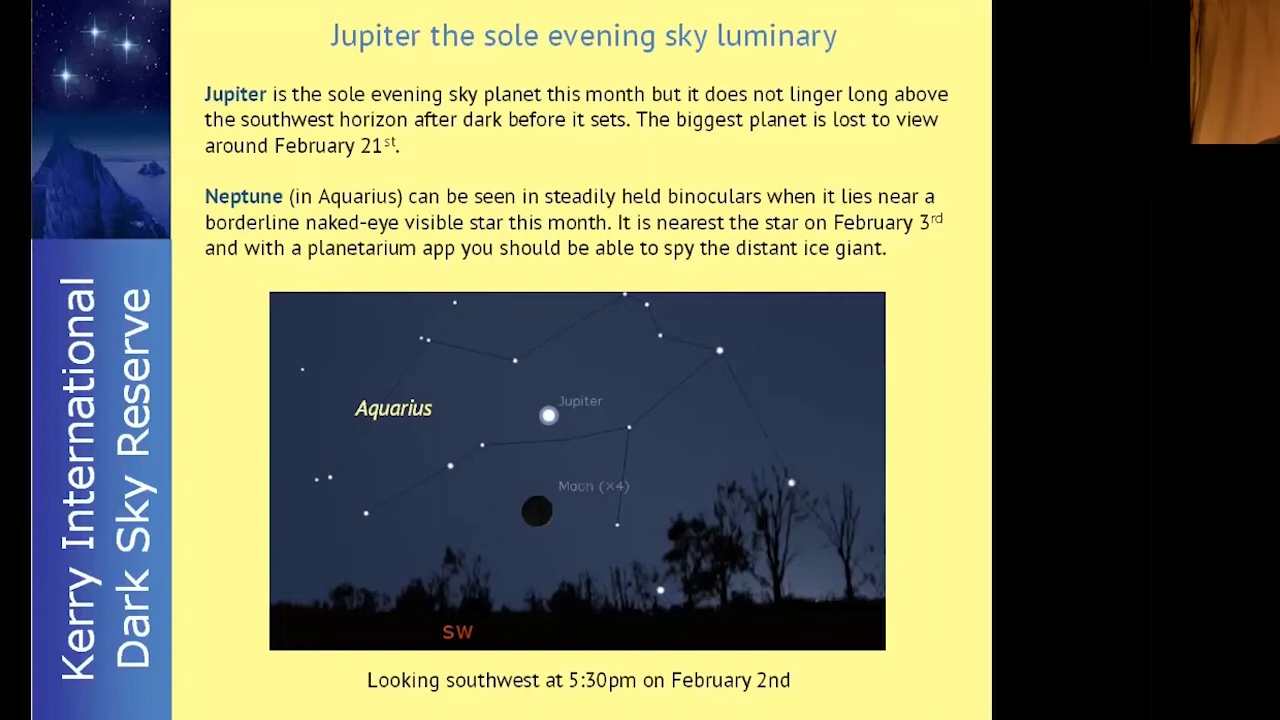 Jupiter the sole evening sky luminary
Jupiter is the sole evening sky planet this month but it does not linger long above
the southwest horizon after dark before it sets. The biggest planet is lost to view
around February 21st.
Neptune (in Aquarius) can be seen in steadily held binoculars when it lies near a
borderline naked-eye visible star this month. It is nearest the star on February 3rd
and with a planetarium app you should be able to spy the distant ice giant.
Kerry International
Dark Sky Reserve
Jupiter
Aquarius
Moon (×4)
SW
Looking southwest at 5:30pm on February 2nd